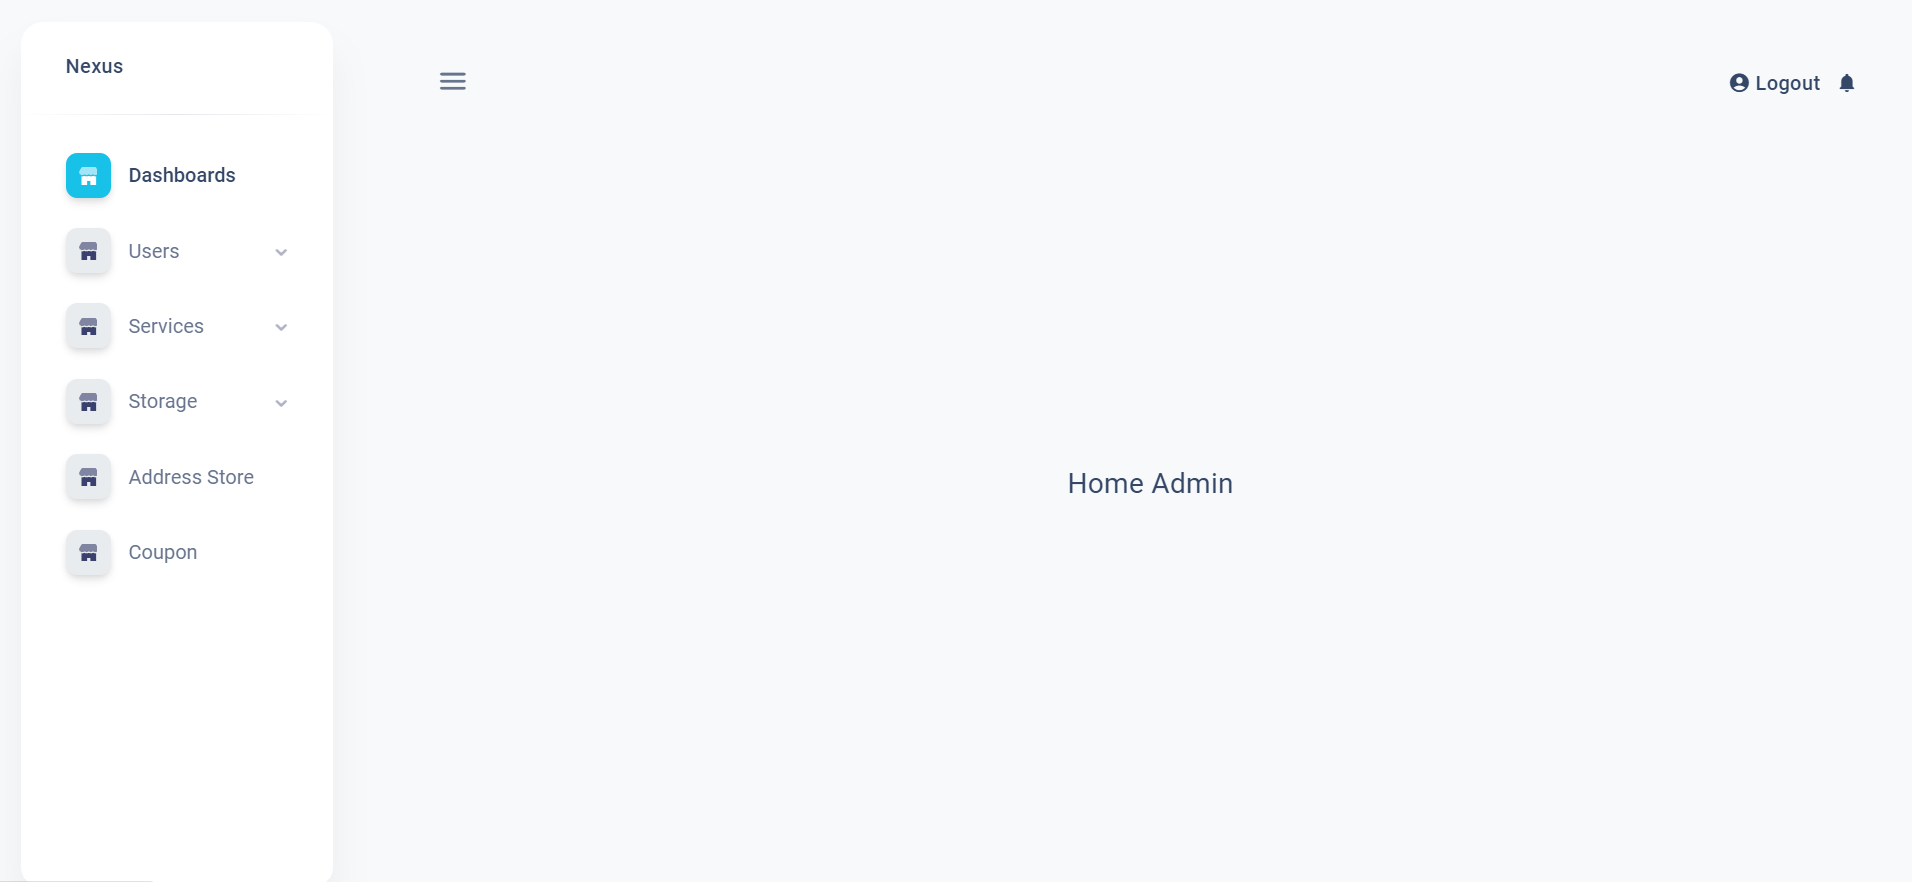 Nexus
Logout
Dashboards
Users
Services
Storage
Address Store
Coupon
Home Admin